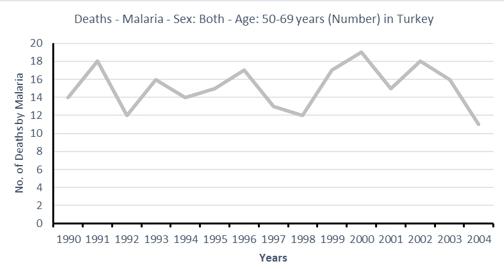 Deaths - Malaria - Sex: Both - Age: 50-69 years (Number) in Turkey
No. of Deathsby Malaria
20
18
16
14
12
10
8
6
4
2
0
1990 1991 1992 1993 1994 1995 1996 1997 1998 1999 2000 2001 2002 2003 2004
Years